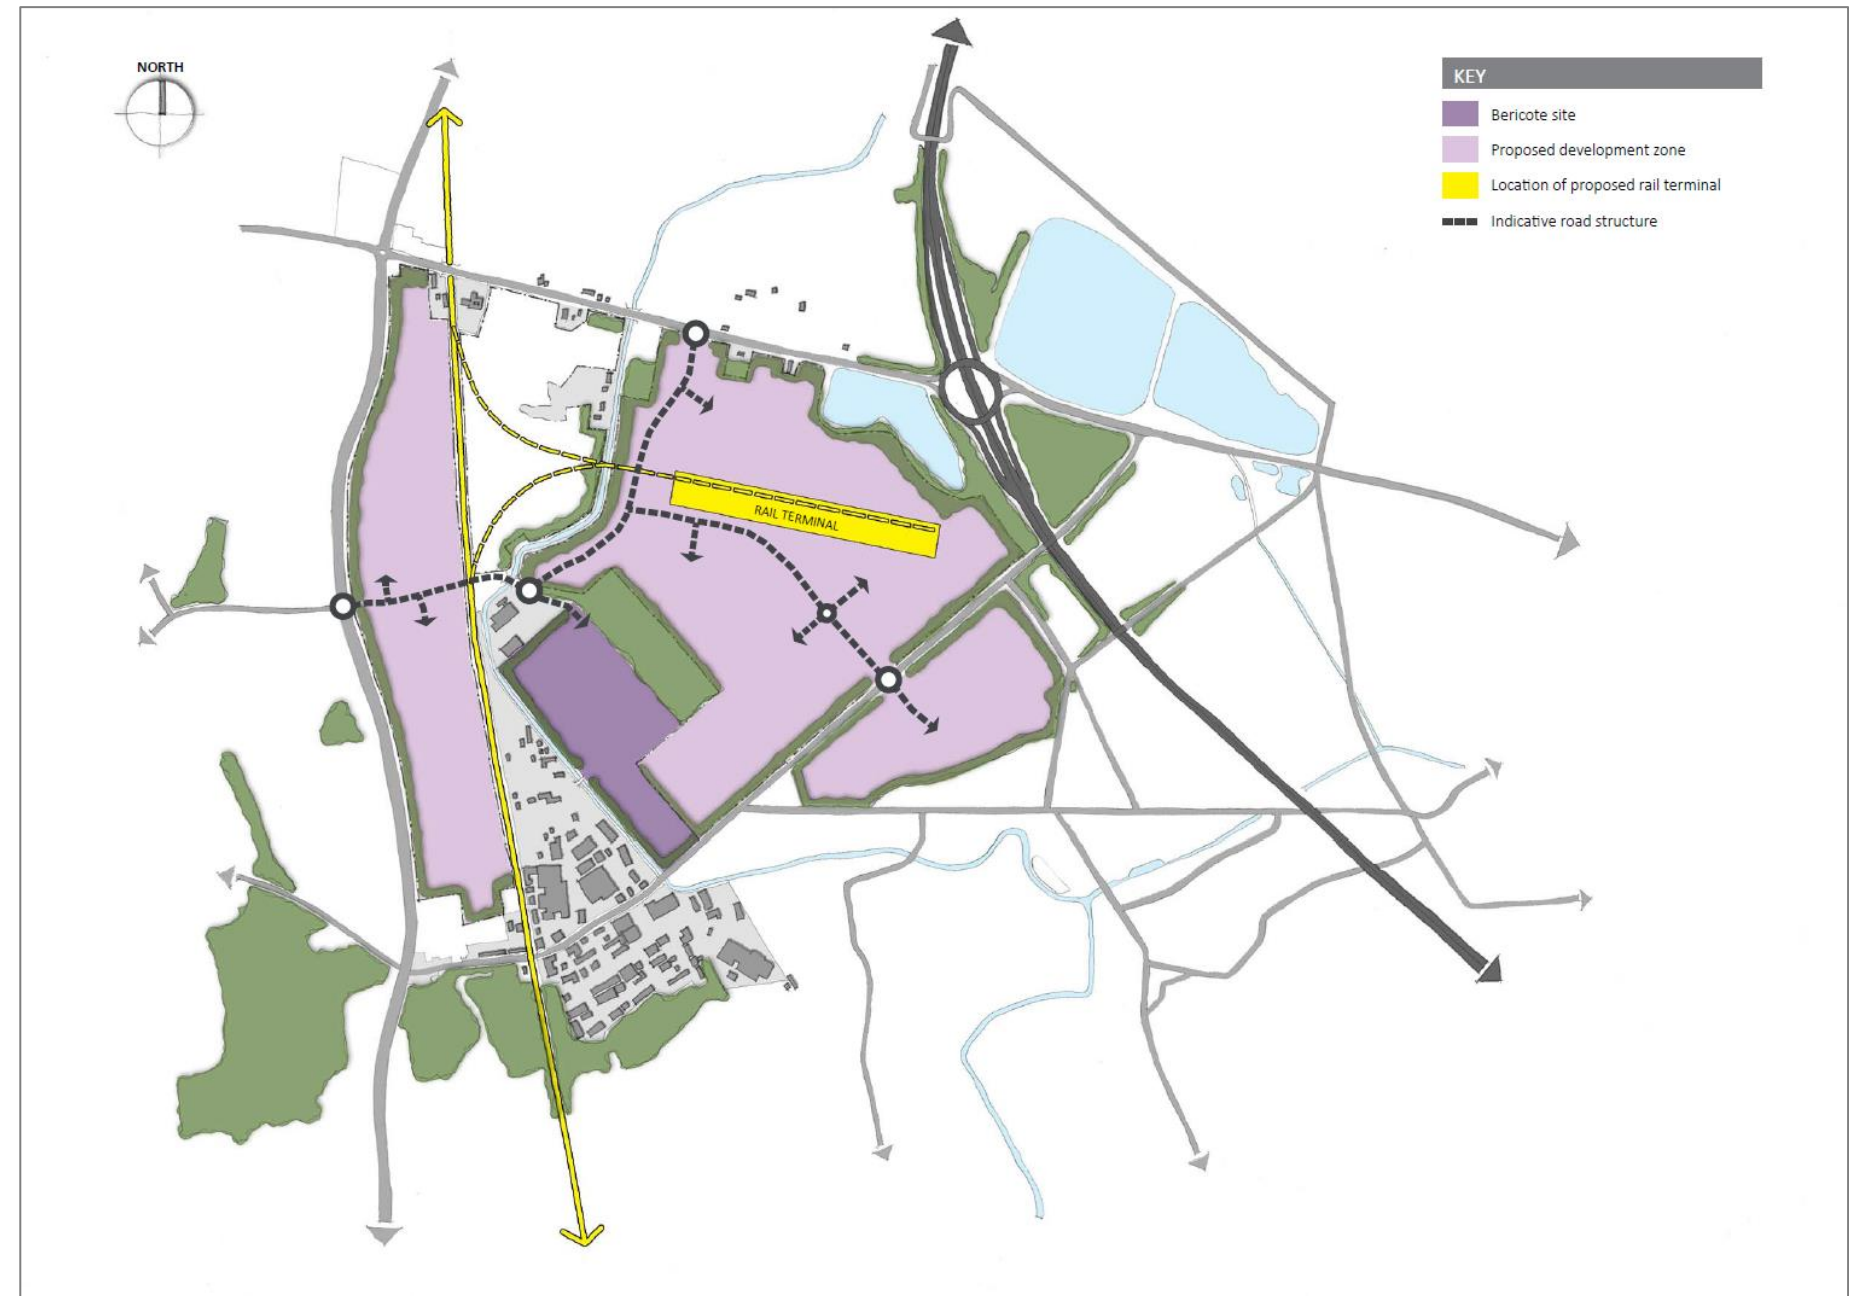 NORTH
KEY
Bericote site
Proposed development zone
Location of proposed rail terminal
Indicative road structure
RAIL TERMINAL